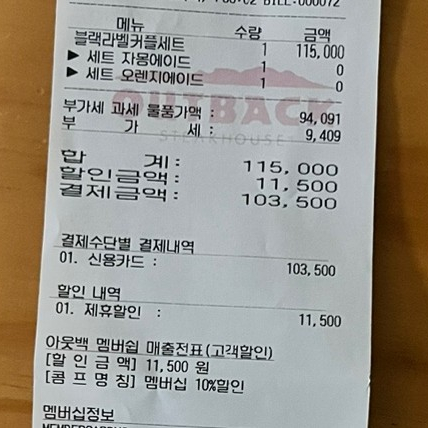 BILL:000072
메뉴 수량 금액
블랙라벨커플세트 1 115,000
▶ 세트 자몽에이드 1 0
▶ 세트 오렌지에이드 1 0
OUTBACK
STEAKHOUSE
부가세 과세 물품가액 : 94,091
부 가 세 : 9,409
합 계 : 115,000
할인금액 : 11,500
결제금액 : 103,500
결제수단별 결제내역
01. 신용카드 : 103,500
할인 내역
01. 제휴할인 : 11,500
아웃백 멤버쉽 매출전표(고객할인)
[할 인 금 액] 11,500 원
[쿰 프 명 칭] 멤버십 10%할인
멤버십정보